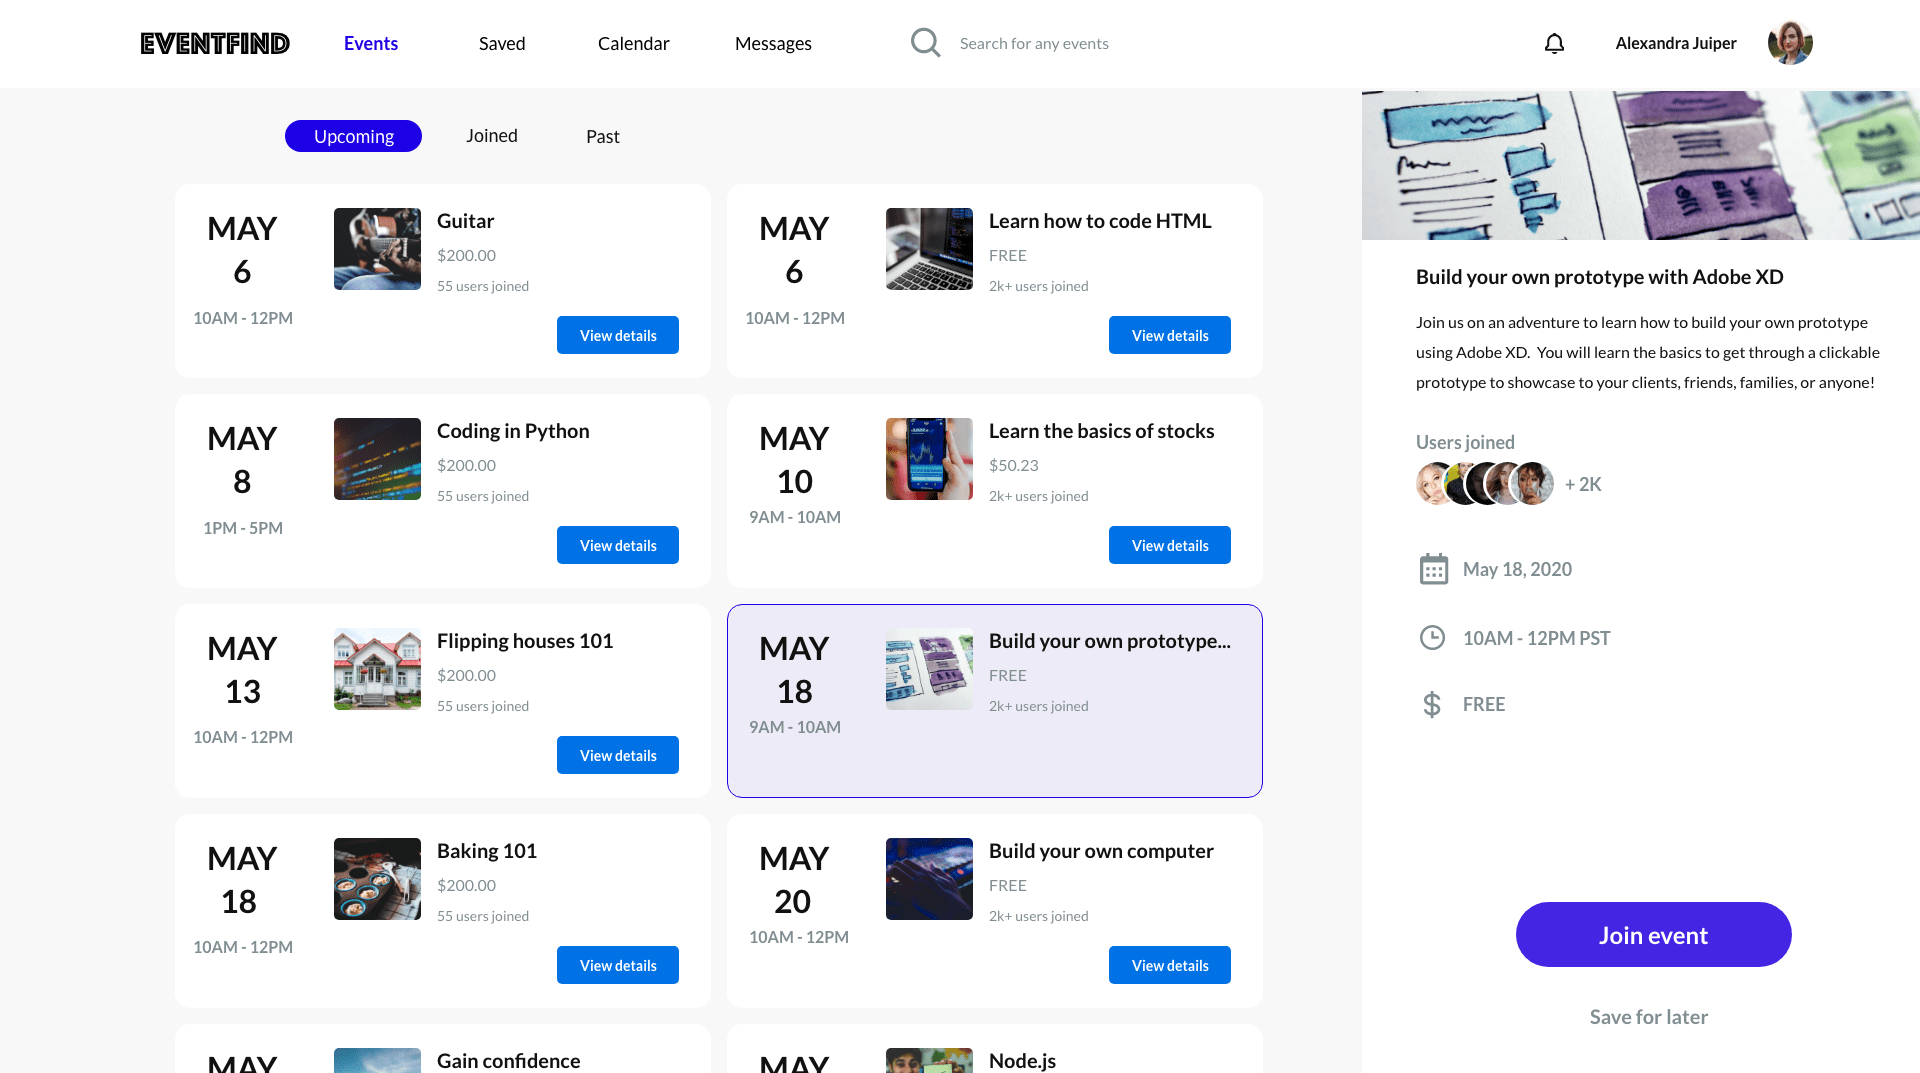 EVENTFIND
Events
Saved
Calendar
Messages
Search for any events
Alexandra Juiper
Upcoming
Joined
Past
MAY
6
10AM - 12PM
Guitar
$200.00
55 users joined
View details
MAY
6
10AM - 12PM
Learn how to code HTML
FREE
2k+ users joined
View details
MAY
8
1PM - 5PM
Coding in Python
$200.00
55 users joined
View details
MAY
10
9AM - 10AM
Learn the basics of stocks
$50.23
2k+ users joined
View details
MAY
13
10AM - 12PM
Flipping houses 101
$200.00
55 users joined
View details
MAY
18
9AM - 10AM
Build your own prototype...
FREE
2k+ users joined
MAY
18
10AM - 12PM
Baking 101
$200.00
55 users joined
View details
MAY
20
10AM - 12PM
Build your own computer
FREE
2k+ users joined
View details
MAY
Gain confidence
MAY
Node.js
Build your own prototype with Adobe XD
Join us on an adventure to learn how to build your own prototype
using Adobe XD.  You will learn the basics to get through a clickable
prototype to showcase to your clients, friends, families, or anyone!
Users joined
+ 2K
May 18, 2020
10AM - 12PM PST
FREE
Join event
Save for later